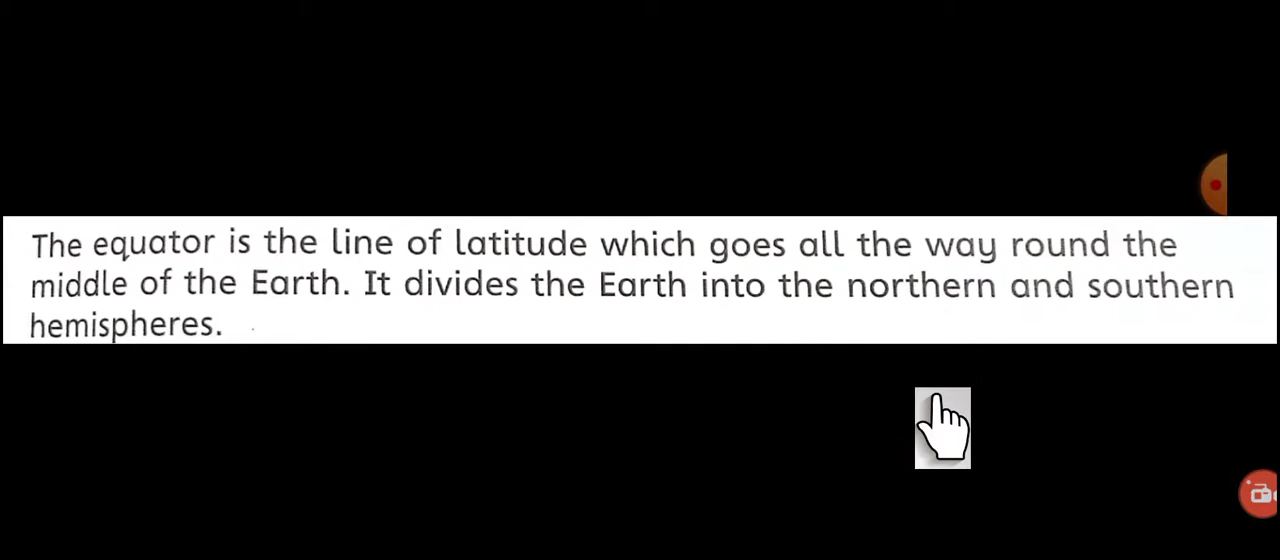 The equator is the line of latitude which goes all the way round the
middle of the Earth. It divides the Earth into the northern and southern
hemispheres.